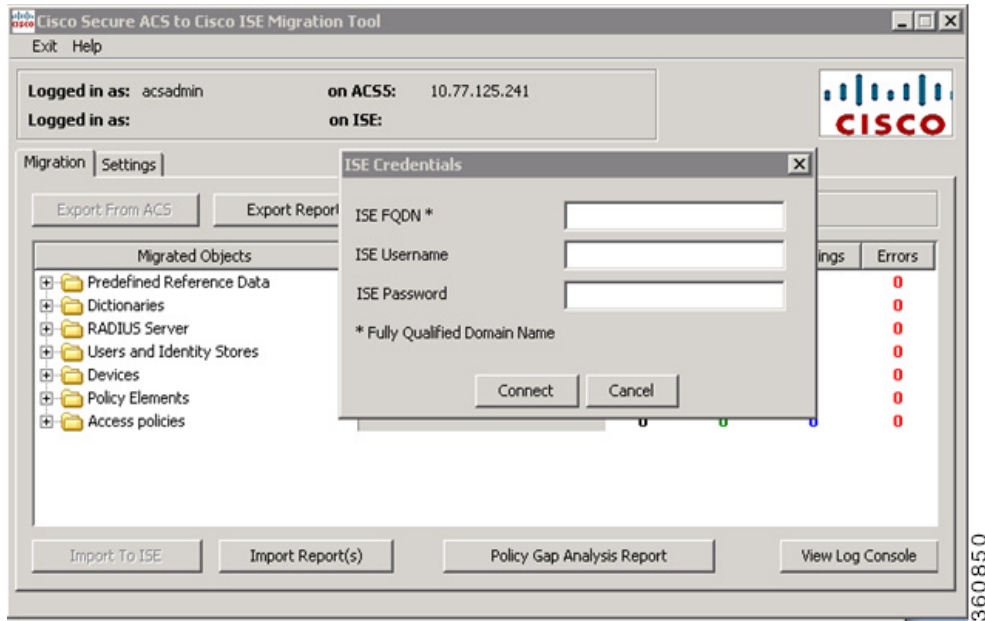 Cisco Secure ACS to Cisco ISE Migration Tool
Exit Help
Logged in as: acsadmin on ACS5: 10.77.125.241
Logged in as: on ISE:
CISCO
Migration Settings
ISE Credentials
Export From ACS Export Report
ISE FQDN *
ISE Username
ISE Password
* Fully Qualified Domain Name
Connect Cancel
Migrated Objects ings Errors
Predefined Reference Data 0
Dictionaries 0
RADIUS Server 0
Users and Identity Stores 0
Devices 0
Policy Elements 0
Access policies 0 0 0 0
Import To ISE Import Report(s) Policy Gap Analysis Report View Log Console
360850